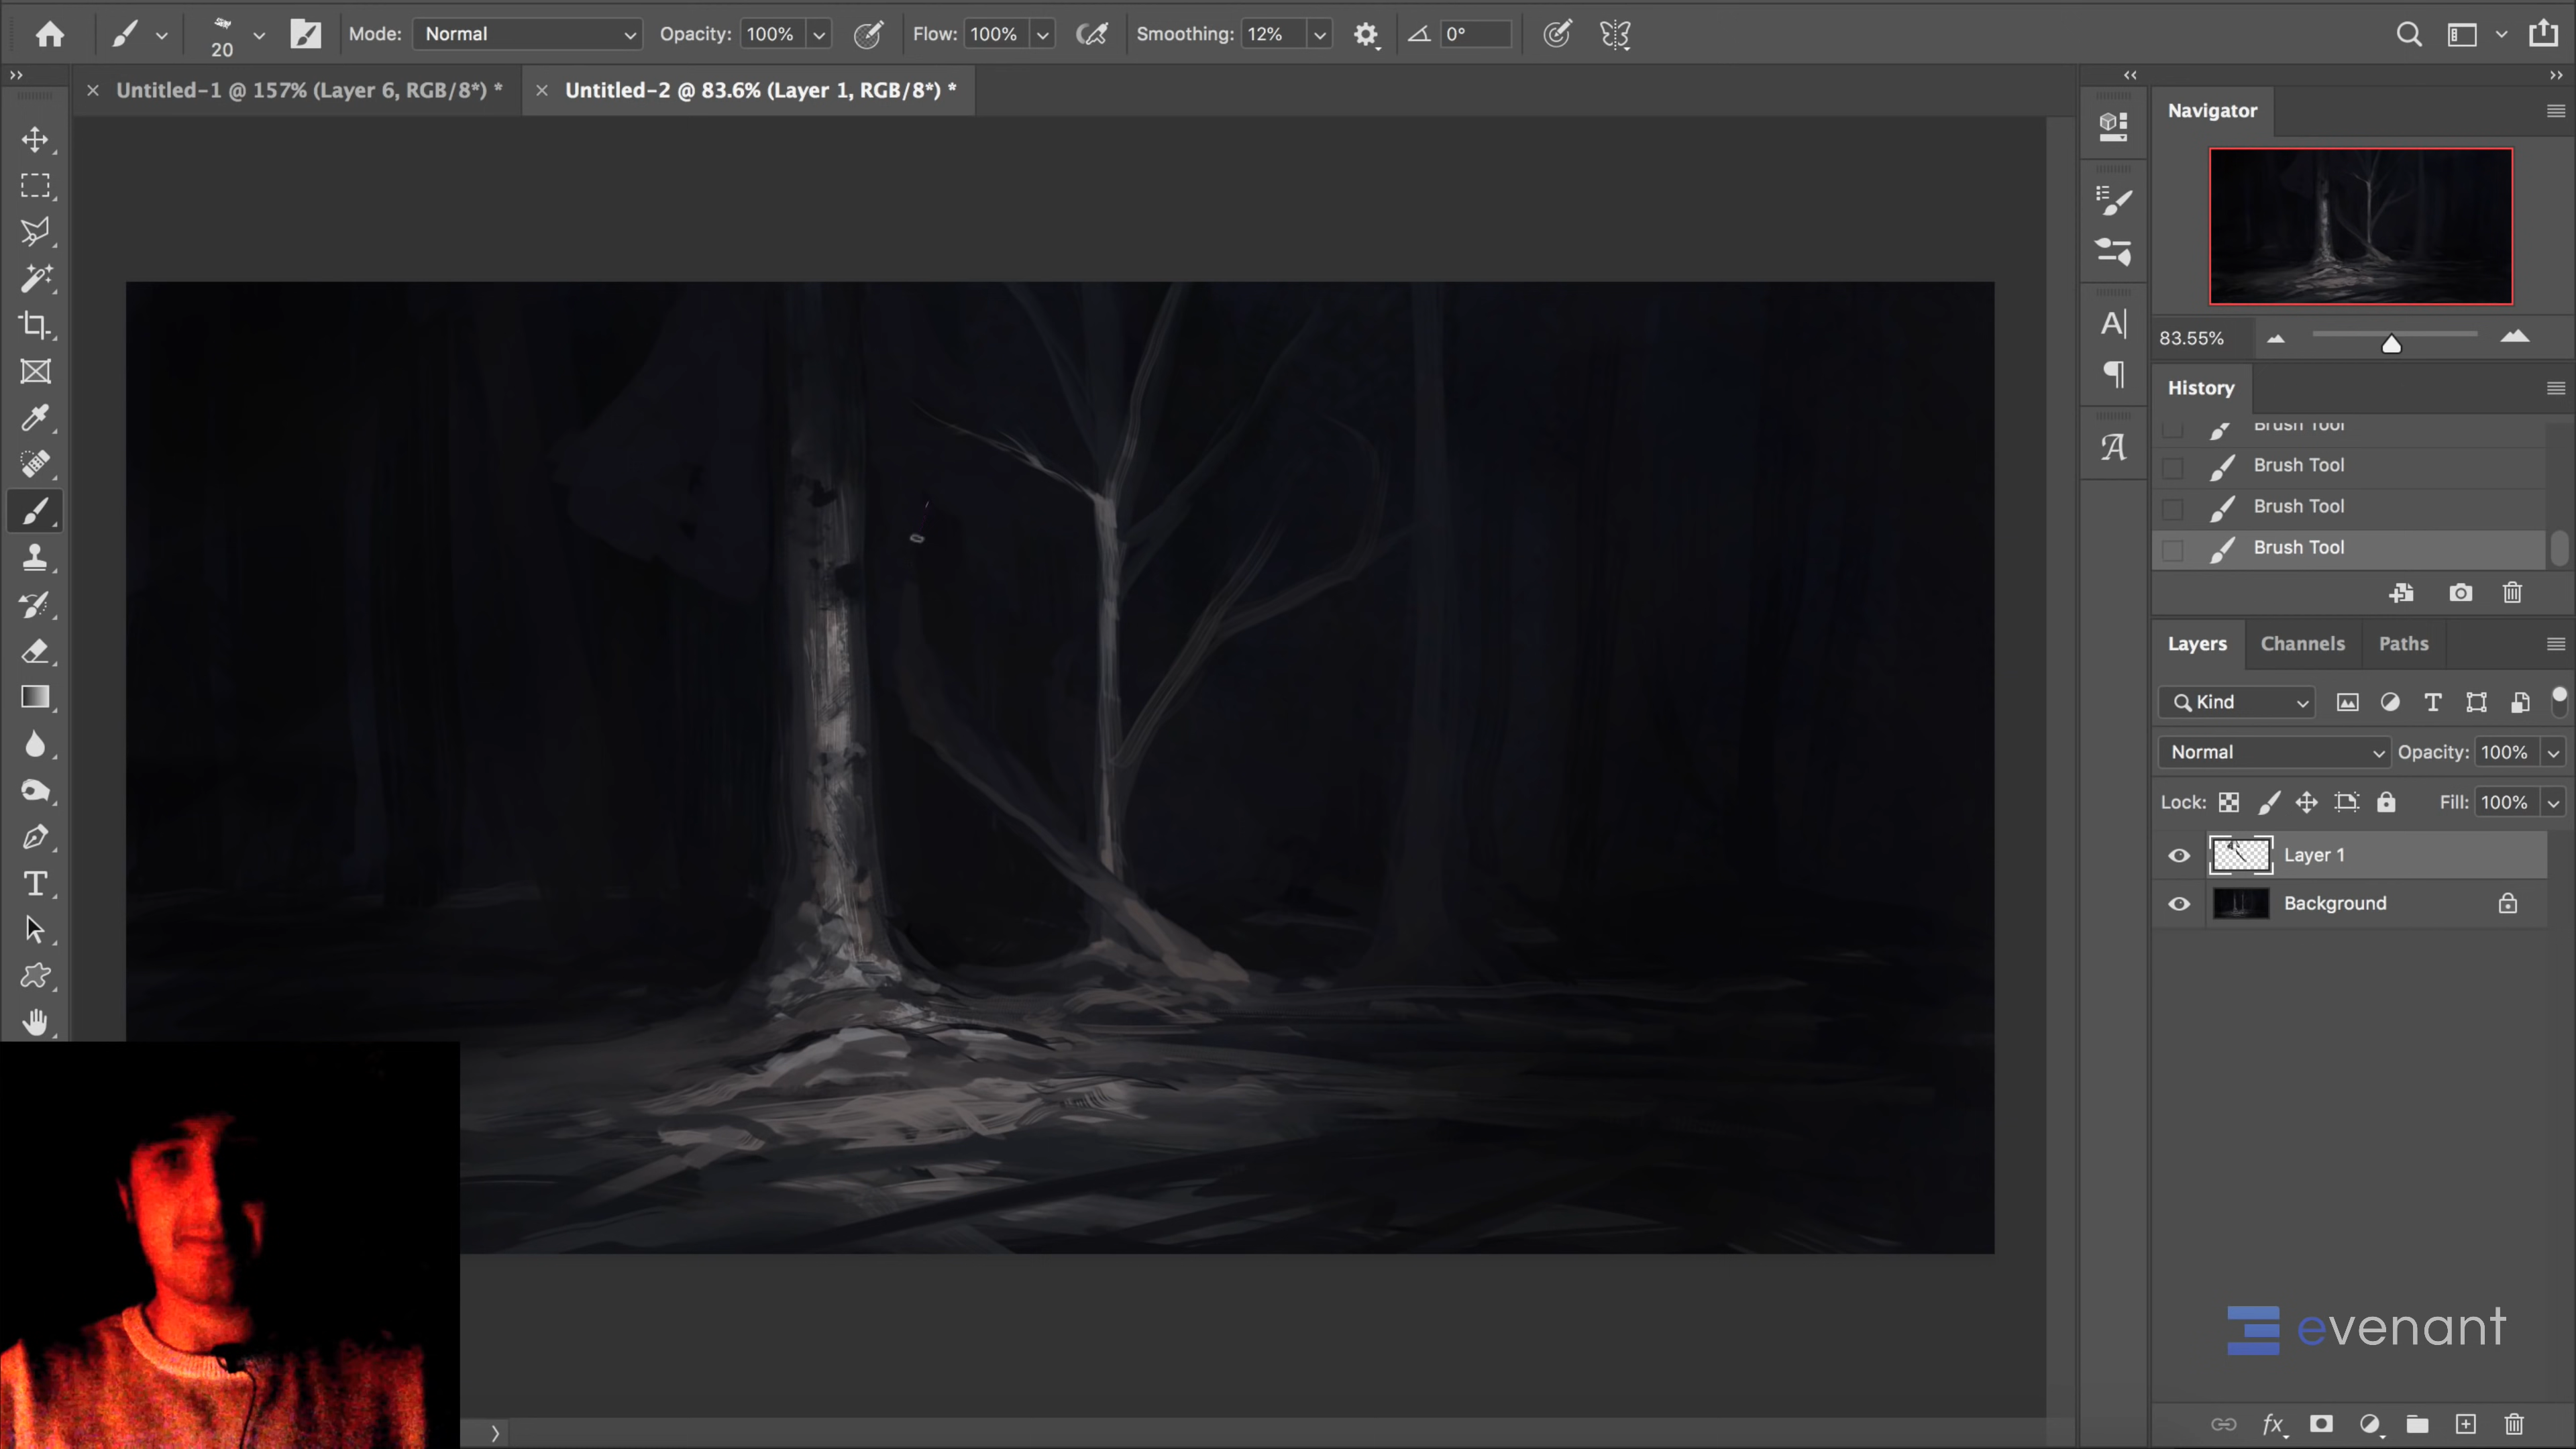 20
Mode: Normal Opacity: 100% Flow: 100% Smoothing: 12% 0°
Untitled-1 @ 157% (Layer 6, RGB/8*) *
Untitled-2 @ 83.6% (Layer 1, RGB/8*) *
Navigator
83.55%
History
Brush Tool
Brush Tool
Brush Tool
Brush Tool
Layers Channels Paths
Kind
Normal Opacity: 100%
Lock: Fill: 100%
Layer 1
Background
evenant
fx